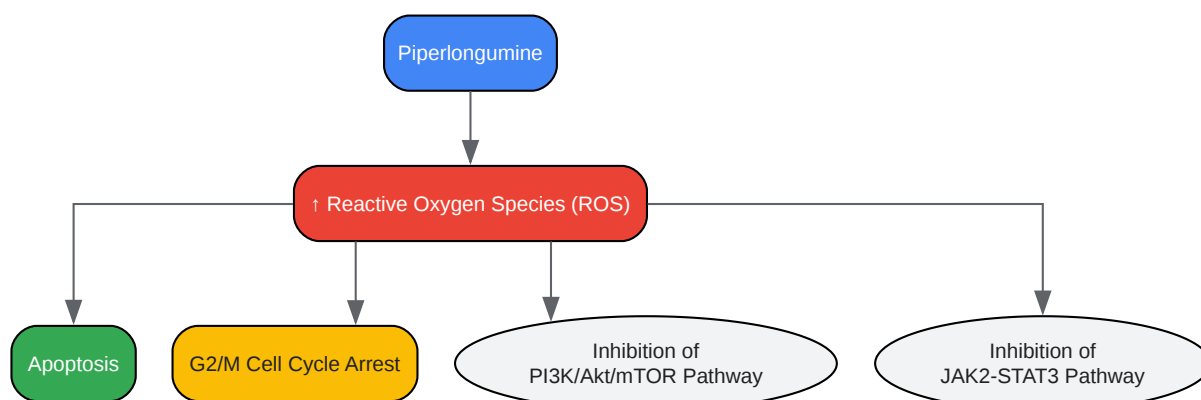 Piperlongumine
↑ Reactive Oxygen Species (ROS)
Apoptosis
G2/M Cell Cycle Arrest
Inhibition of
PI3K/Akt/mTOR Pathway
Inhibition of
JAK2-STAT3 Pathway